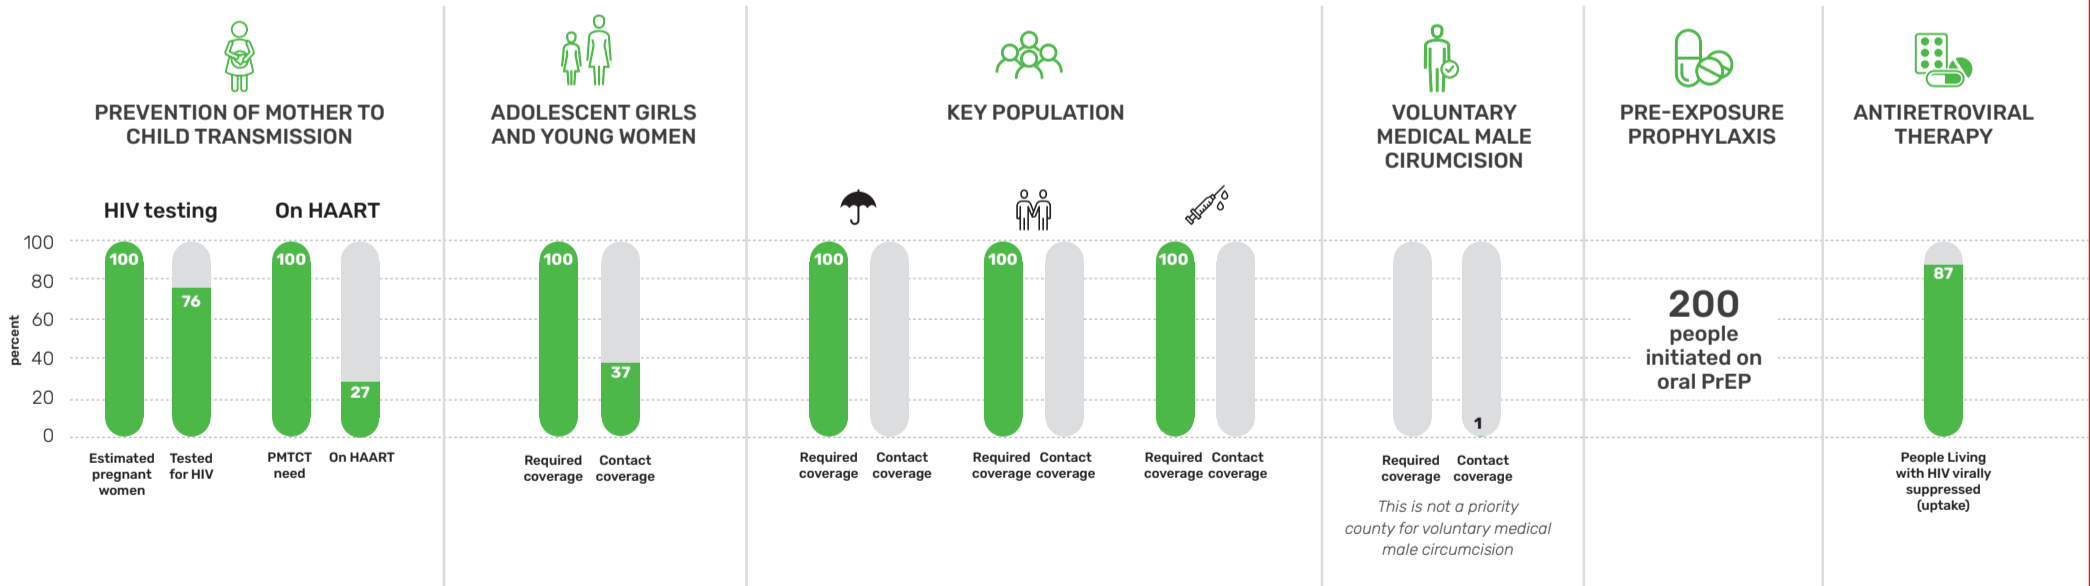 PREVENTION OF MOTHER TO
CHILD TRANSMISSION
HIV testing
On HAART
100
80
60
40
20
0
percent
100
76
100
27
Estimated
pregnant
women
Tested
for HIV
PMTCT
need
On HAART
ADOLESCENT GIRLS
AND YOUNG WOMEN
100
37
Required
coverage
Contact
coverage
KEY POPULATION
100
Required
coverage
Contact
coverage
100
Required
coverage
Contact
coverage
100
Required
coverage
Contact
coverage
VOLUNTARY
MEDICAL MALE
CIRUMCISION
1
Required
coverage
Contact
coverage
This is not a priority
county for voluntary medical
male circumcision
PRE-EXPOSURE
PROPHYLAXIS
200
people
initiated on
oral PrEP
ANTIRETROVIRAL
THERAPY
87
People Living
with HIV virally
suppressed
(uptake)